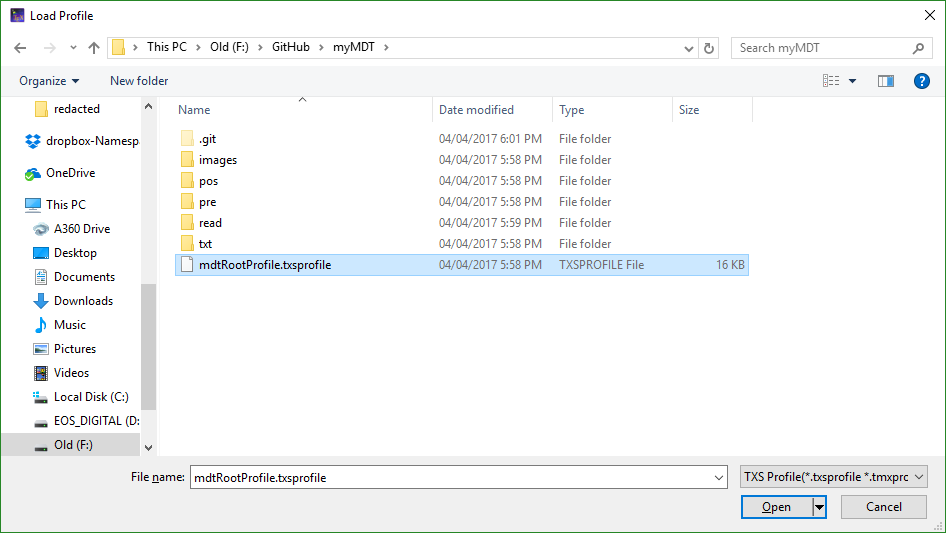 Load Profile
This PC Old (F:) GitHub myMDT
Search myMDT
Organize New folder
redacted
dropbox-Namespa
OneDrive
This PC
A360 Drive
Desktop
Documents
Downloads
Music
Pictures
Videos
Local Disk (C:)
EOS_DIGITAL (D:
Old (F:)
Name Date modified Type Size
.git 04/04/2017 6:01 PM File folder
images 04/04/2017 5:58 PM File folder
pos 04/04/2017 5:58 PM File folder
pre 04/04/2017 5:58 PM File folder
read 04/04/2017 5:59 PM File folder
txt 04/04/2017 5:58 PM File folder
mdtRootProfile.txsprofile 04/04/2017 5:58 PM TXSPROFILE File 16 KB
File name: mdtRootProfile.txsprofile TXS Profile(*.txsprofile *.tmxprc
Open Cancel